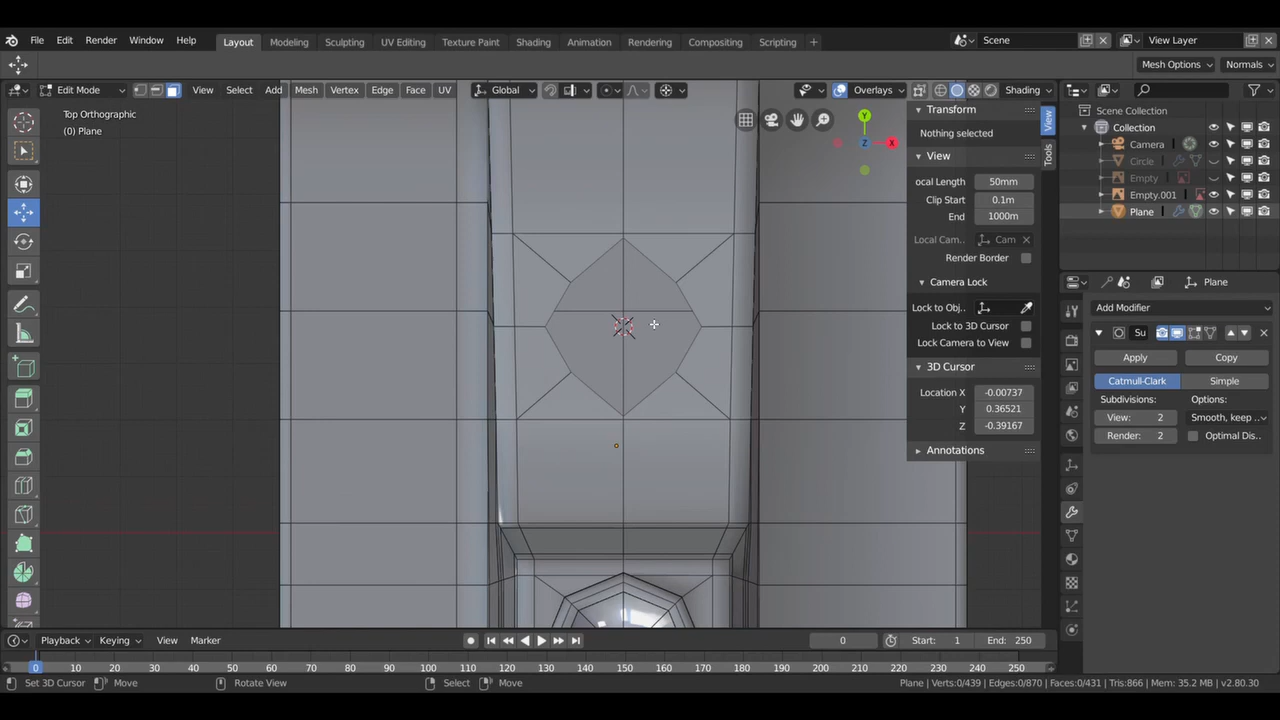 File Edit Render Window Help Layout Modeling Sculpting UV Editing Texture Paint Shading Animation Rendering Compositing Scripting + Scene View Layer
Mesh Options Normals
Edit Mode View Select Add Mesh Vertex Edge Face UV Global Overlays Shading
Top Orthographic
(0) Plane
Y
Z X
Transform
Nothing selected
View
ocal Length 50mm
Clip Start 0.1m
End 1000m
Local Cam.. Cam
Render Border
Camera Lock
Lock to Obj..
Lock to 3D Cursor
Lock Camera to View
3D Cursor
Location X -0.00737
Y 0.36521
Z -0.39167
Annotations
View
Tools
Scene Collection
Collection
Camera
Circle
Empty
Empty.001
Plane
Plane
Add Modifier
Su
Apply Copy
Catmull-Clark Simple
Subdivisions: Options:
View: 2 Smooth, keep ..
Render: 2 Optimal Dis..
Playback Keying View Marker 0 Start: 1 End: 250
0 10 20 30 40 50 60 70 80 90 100 110 120 130 140 150 160 170 180 190 200 210 220 230 240 250
Set 3D Cursor Move Rotate View Select Move Plane | Verts:0/439 | Edges:0/870 | Faces:0/431 | Tris:866 | Mem: 35.2 MB | v2.80.30